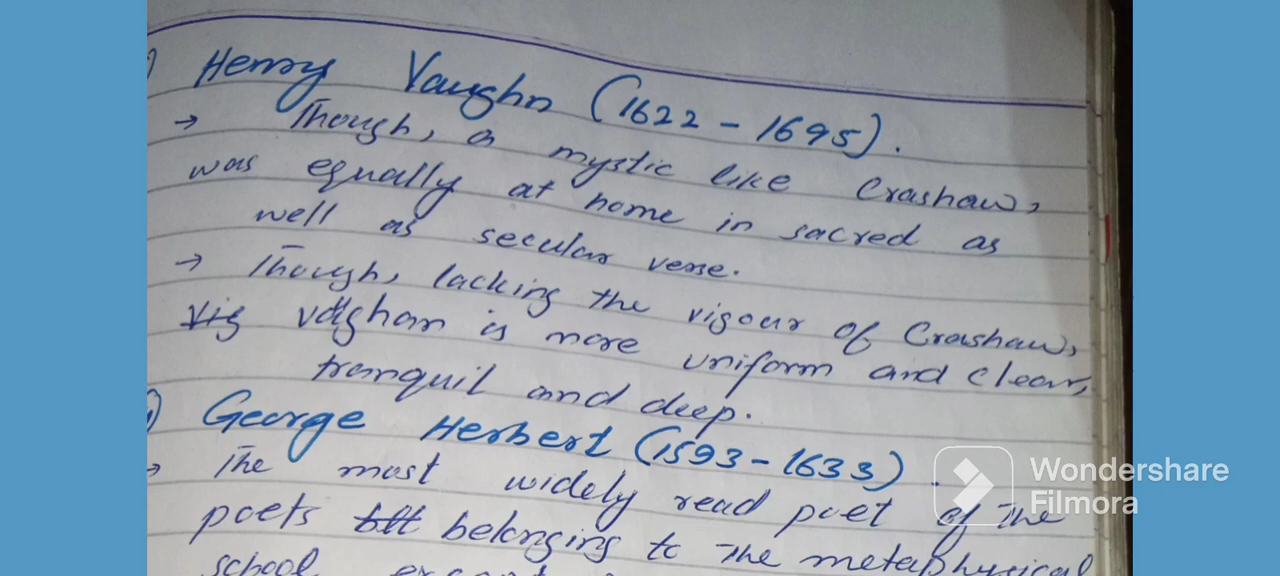 Henry Vaughn (1622 - 1695).
→ Though, a mystic like Crashaw,
was equally at home in sacred as
well as secular verse.
→ Though, lacking the vigour of Crashaw,
Vaughan is more uniform and clear,
tranquil and deep.
George Herbert (1593 - 1633).
→ The most widely read poet of the
poets belonging to the metaphysical
school
Wondershare
Filmora